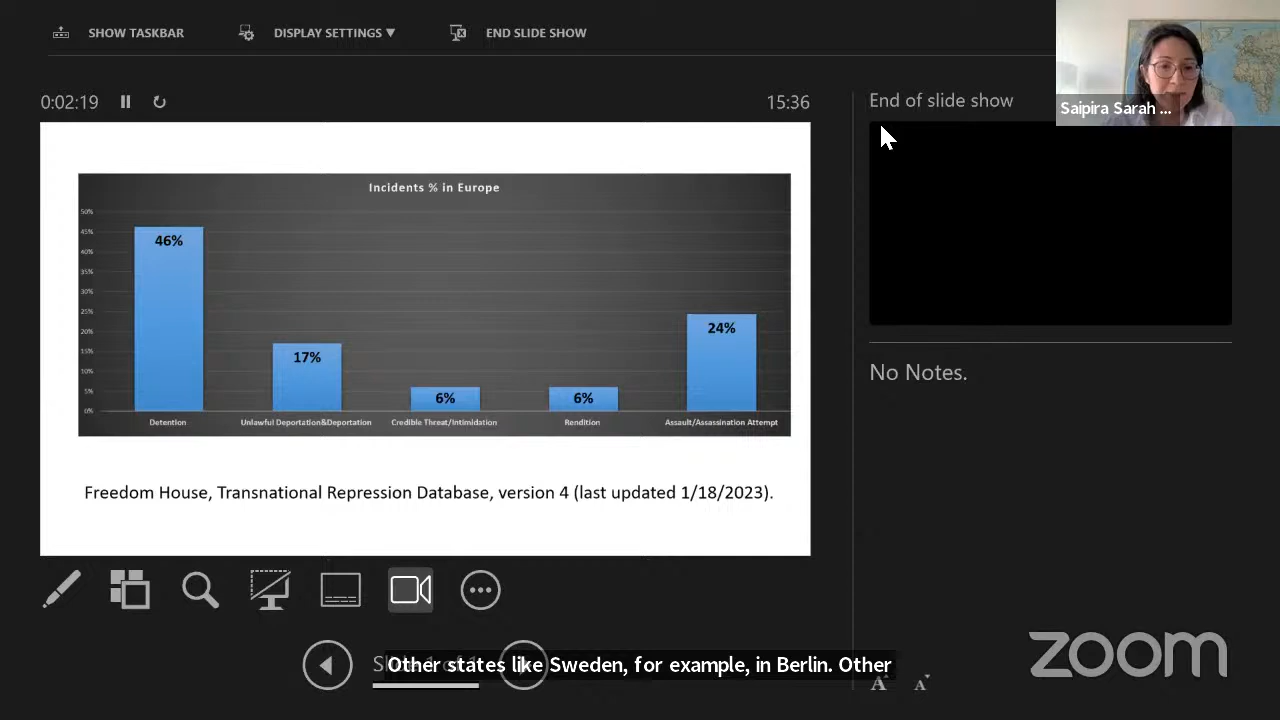 SHOW TASKBAR
DISPLAY SETTINGS ▼
END SLIDE SHOW
Saipira Sarah ...
0:02:19
15:36
End of slide show
Incidents % in Europe
50%
45%
40%
35%
30%
25%
20%
15%
10%
5%
0%
46%
17%
6%
6%
24%
Detention
Unlawful Deportation&Deportation
Credible Threat/Intimidation
Rendition
Assault/Assassination Attempt
Freedom House, Transnational Repression Database, version 4 (last updated 1/18/2023).
No Notes.
Other states like Sweden, for example, in Berlin. Other
A A
zoom